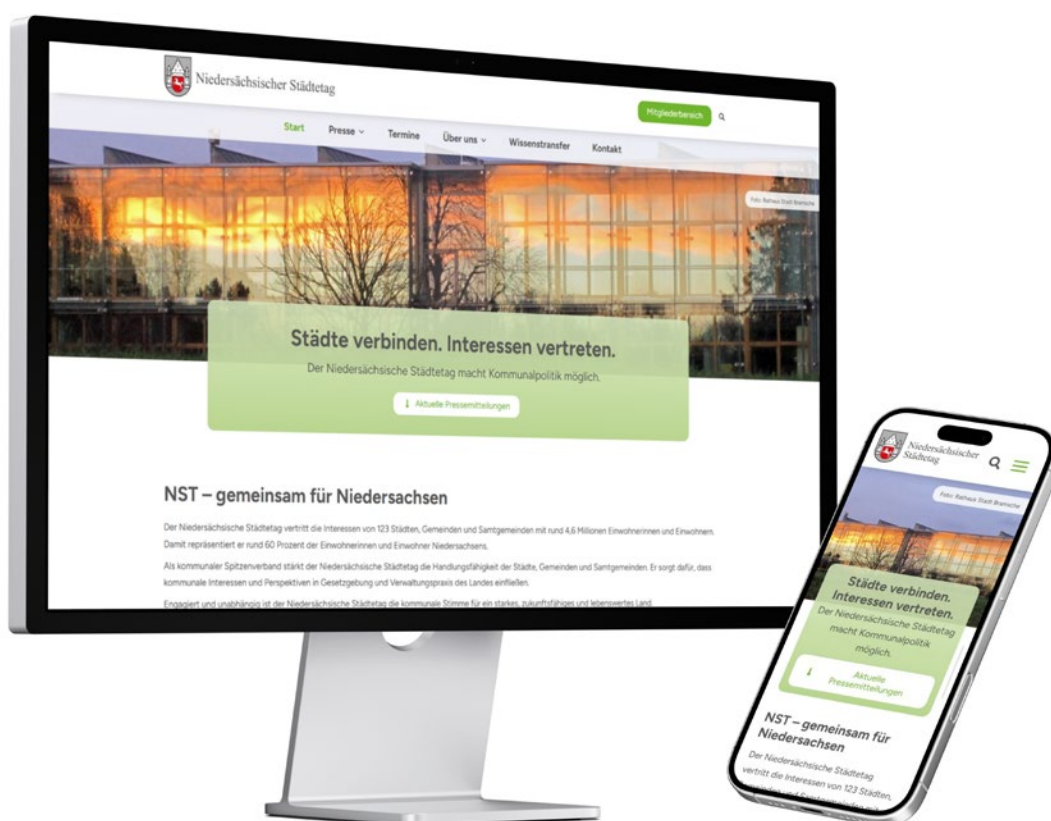 Niedersächsischer Städtetag
Mitgliederbereich
Start Presse Termine Über uns Wissenstransfer Kontakt
Foto: Rathaus Stadt Bramsche
Städte verbinden. Interessen vertreten.
Der Niedersächsische Städtetag macht Kommunalpolitik möglich.
Aktuelle Pressemitteilungen
NST – gemeinsam für Niedersachsen
Der Niedersächsische Städtetag vertritt die Interessen von 123 Städten, Gemeinden und Samtgemeinden mit rund 4,6 Millionen Einwohnerinnen und Einwohnern.
Damit repräsentiert er rund 60 Prozent der Einwohnerinnen und Einwohner Niedersachsens.
Als kommunaler Spitzenverband stärkt der Niedersächsische Städtetag die Handlungsfähigkeit der Städte, Gemeinden und Samtgemeinden. Er sorgt dafür, dass
kommunale Interessen und Perspektiven in Gesetzgebung und Verwaltungspraxis des Landes einfließen.
Engagiert und unabhängig ist der Niedersächsische Städtetag die kommunale Stimme für ein starkes, zukunftsfähiges und lebenswertes Land.
Niedersächsischer
Städtetag
Foto: Rathaus Stadt Bramsche
Städte verbinden.
Interessen vertreten.
Der Niedersächsische Städtetag
macht Kommunalpolitik
möglich.
Aktuelle
Pressemitteilungen
NST – gemeinsam für
Niedersachsen
Der Niedersächsische Städtetag
vertritt die Interessen von 123 Städten,